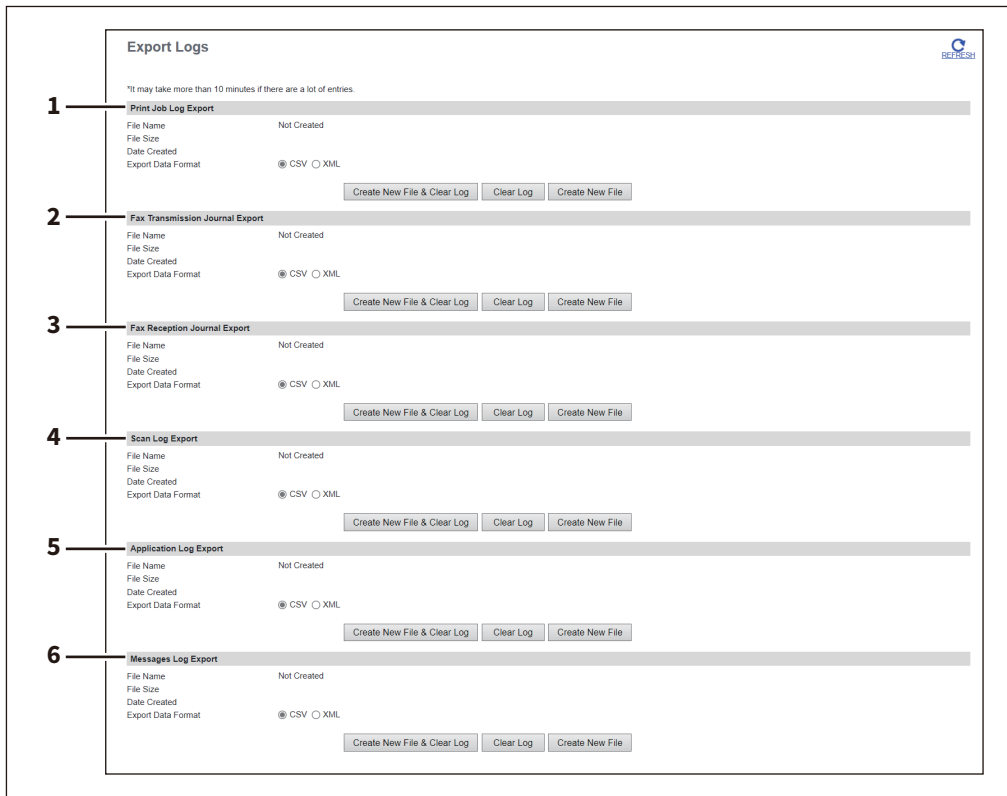 Export Logs
REFRESH
*It may take more than 10 minutes if there are a lot of entries.
1
Print Job Log Export
File Name Not Created
File Size
Date Created
Export Data Format CSV XML
Create New File & Clear Log Clear Log Create New File
2
Fax Transmission Journal Export
File Name Not Created
File Size
Date Created
Export Data Format CSV XML
Create New File & Clear Log Clear Log Create New File
3
Fax Reception Journal Export
File Name Not Created
File Size
Date Created
Export Data Format CSV XML
Create New File & Clear Log Clear Log Create New File
4
Scan Log Export
File Name Not Created
File Size
Date Created
Export Data Format CSV XML
Create New File & Clear Log Clear Log Create New File
5
Application Log Export
File Name Not Created
File Size
Date Created
Export Data Format CSV XML
Create New File & Clear Log Clear Log Create New File
6
Messages Log Export
File Name Not Created
File Size
Date Created
Export Data Format CSV XML
Create New File & Clear Log Clear Log Create New File